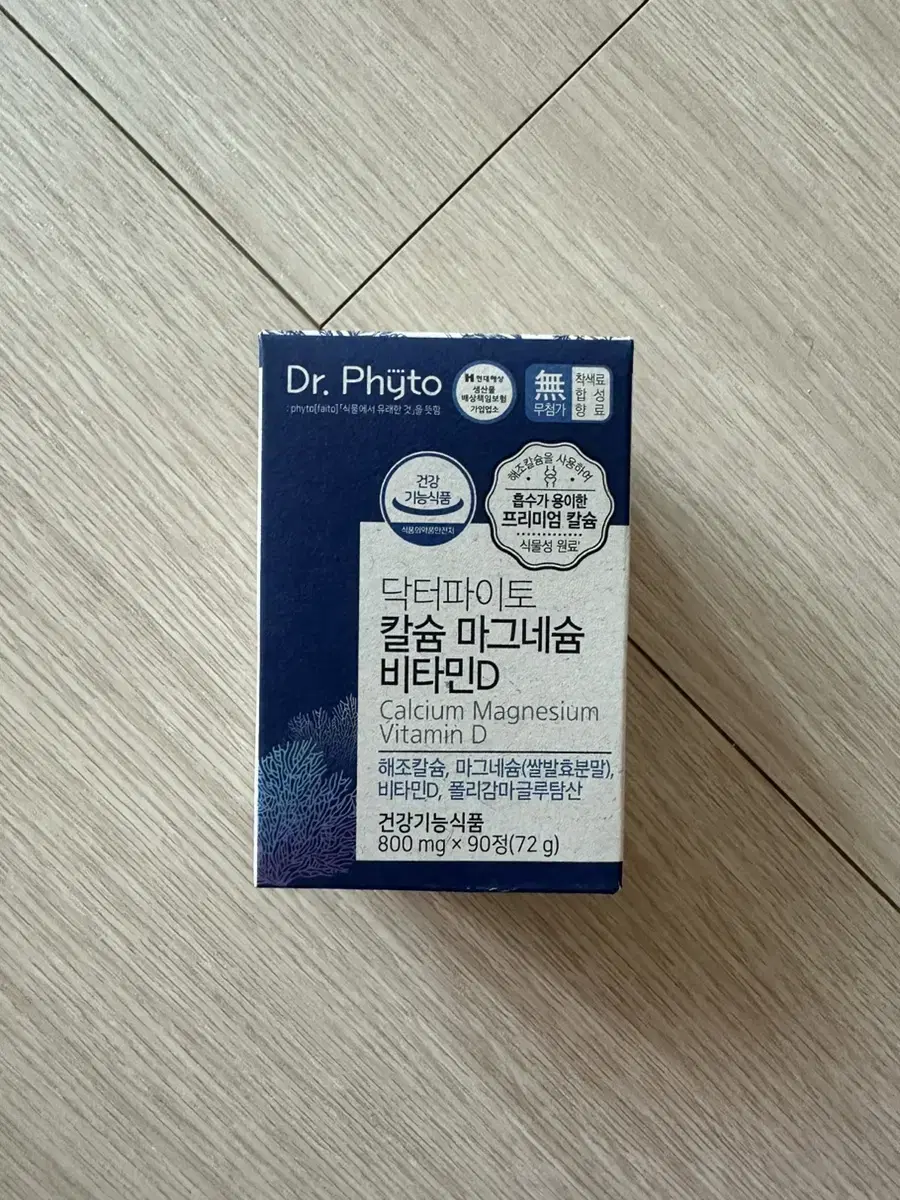 Dr. Phyto
: phyto[faito]「식물에서 유래한 것」을 뜻함
H 현대해상
생산물
배상책임보험
가입업소
無
무첨가
착색료
합성
향료
건강
기능식품
식품의약품안전처
해조칼슘을 사용하여
흡수가 용이한
프리미엄 칼슘
식물성 원료
닥터파이토
칼슘 마그네슘
비타민D
Calcium Magnesium
Vitamin D
해조칼슘, 마그네슘(쌀발효분말),
비타민D, 폴리감마글루탐산
건강기능식품
800 mg × 90정(72 g)